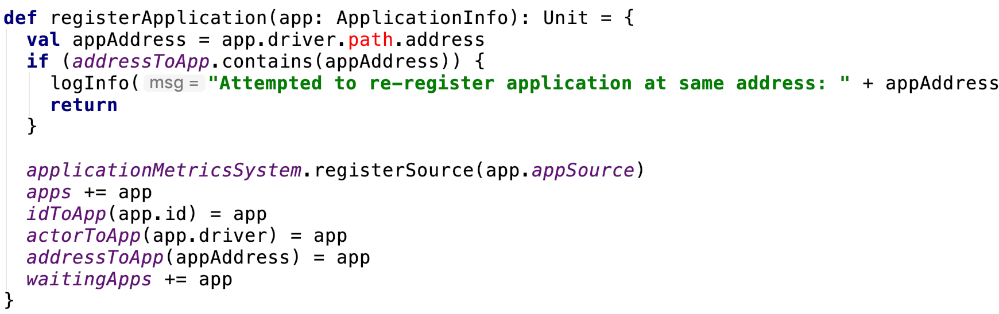 def registerApplication(app: ApplicationInfo): Unit = {
  val appAddress = app.driver.path.address
  if (addressToApp.contains(appAddress)) {
    logInfo( msg = "Attempted to re-register application at same address: " + appAddress
    return
  }

  applicationMetricsSystem.registerSource(app.appSource)
  apps += app
  idToApp(app.id) = app
  actorToApp(app.driver) = app
  addressToApp(appAddress) = app
  waitingApps += app
}